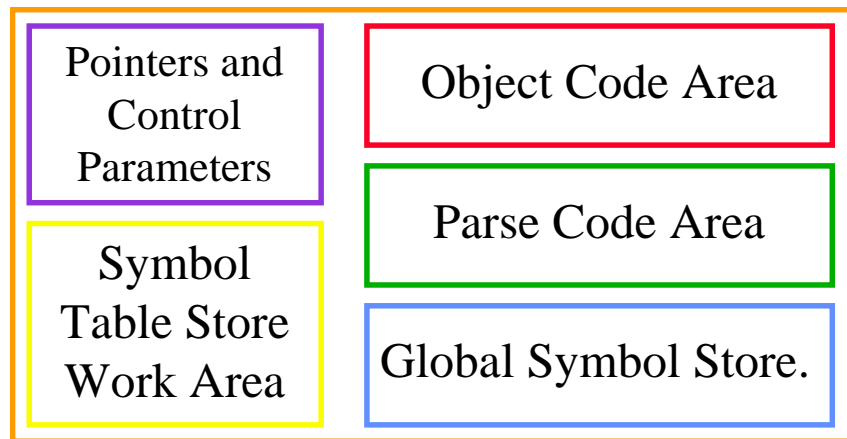 Pointers and
Control
Parameters
Symbol
Table Store
Work Area
Object Code Area
Parse Code Area
Global Symbol Store.